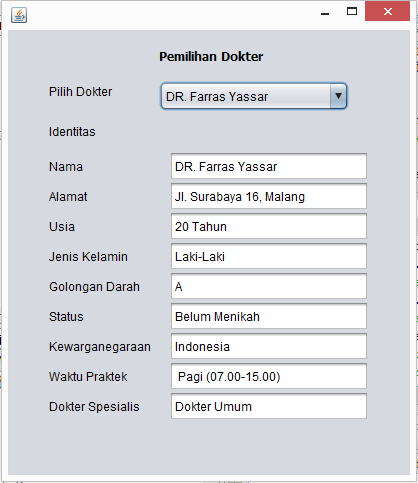 Pemilihan Dokter
Pilih Dokter DR. Farras Yassar
Identitas
Nama DR. Farras Yassar
Alamat Jl. Surabaya 16, Malang
Usia 20 Tahun
Jenis Kelamin Laki-Laki
Golongan Darah A
Status Belum Menikah
Kewarganegaraan Indonesia
Waktu Praktek Pagi (07.00-15.00)
Dokter Spesialis Dokter Umum